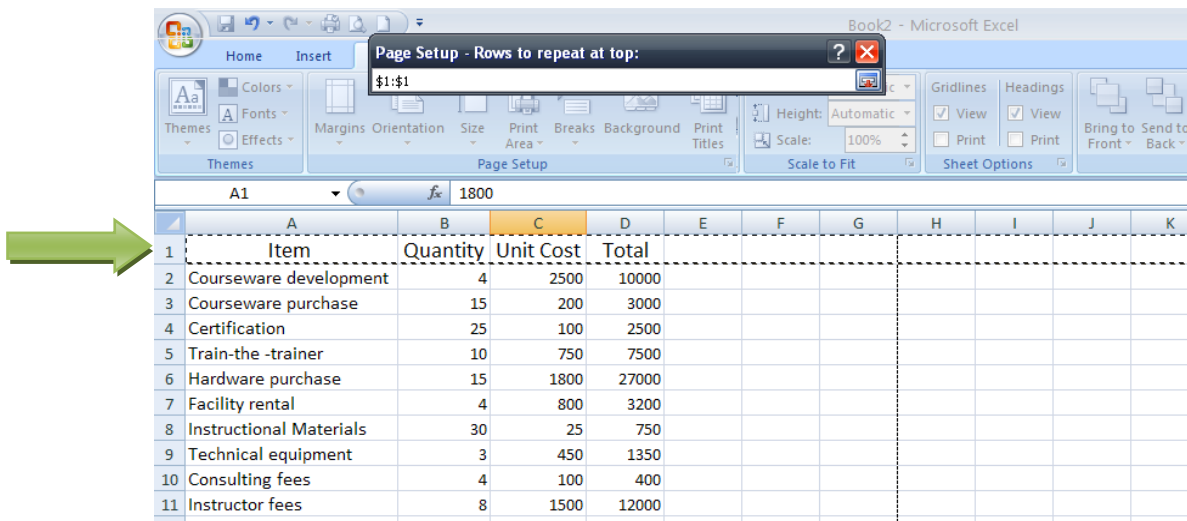 Book2 - Microsoft Excel
Page Setup - Rows to repeat at top: ?
$1:$1
Home Insert
Aa Colors
A Fonts
Effects
Themes Margins Orientation Size Print Area Breaks Background Print Titles
Height: Automatic
Scale: 100%
Gridlines Headings
View View
Print Print
Bring to Front Send to Back
Themes Page Setup Scale to Fit Sheet Options
A1 fx 1800
A B C D E F G H I J K
1 Item Quantity Unit Cost Total
2 Courseware development 4 2500 10000
3 Courseware purchase 15 200 3000
4 Certification 25 100 2500
5 Train-the -trainer 10 750 7500
6 Hardware purchase 15 1800 27000
7 Facility rental 4 800 3200
8 Instructional Materials 30 25 750
9 Technical equipment 3 450 1350
10 Consulting fees 4 100 400
11 Instructor fees 8 1500 12000